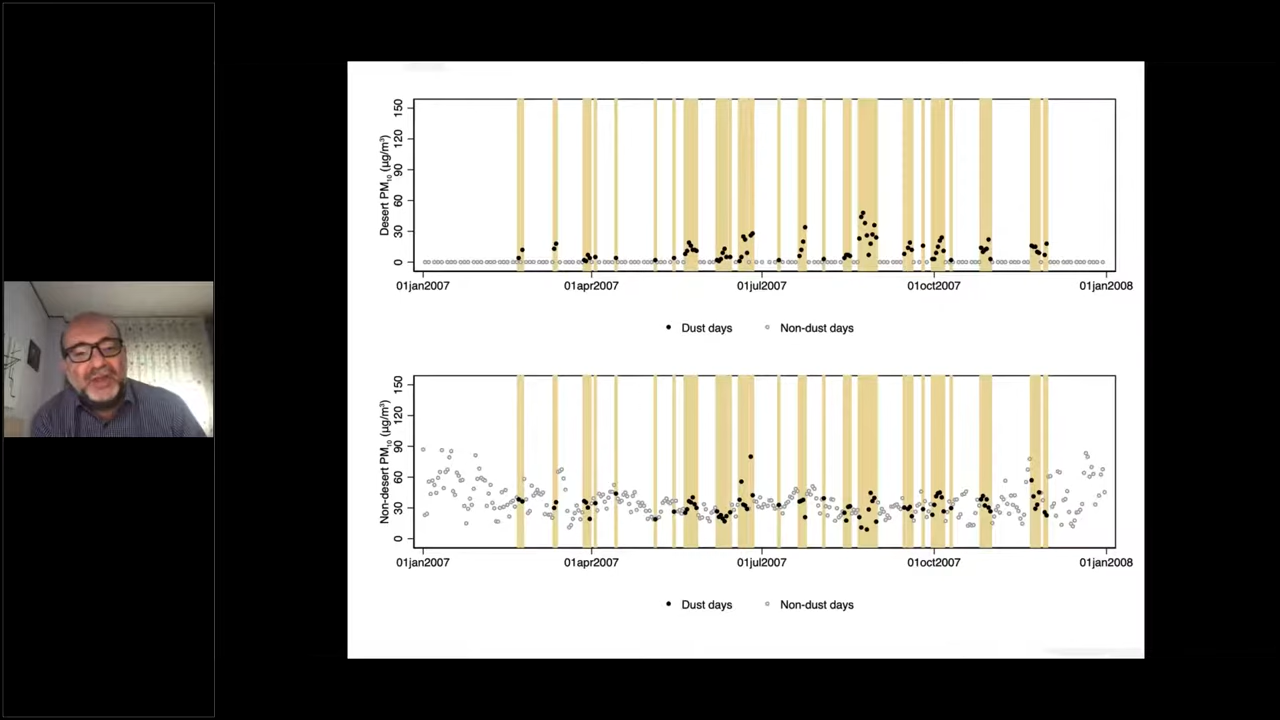 Desert PM10 (µg/m³)
150
120
90
60
30
0
01jan2007 01apr2007 01jul2007 01oct2007 01jan2008
Dust days Non-dust days
Non-desert PM10 (µg/m³)
150
120
90
60
30
0
01jan2007 01apr2007 01jul2007 01oct2007 01jan2008
Dust days Non-dust days